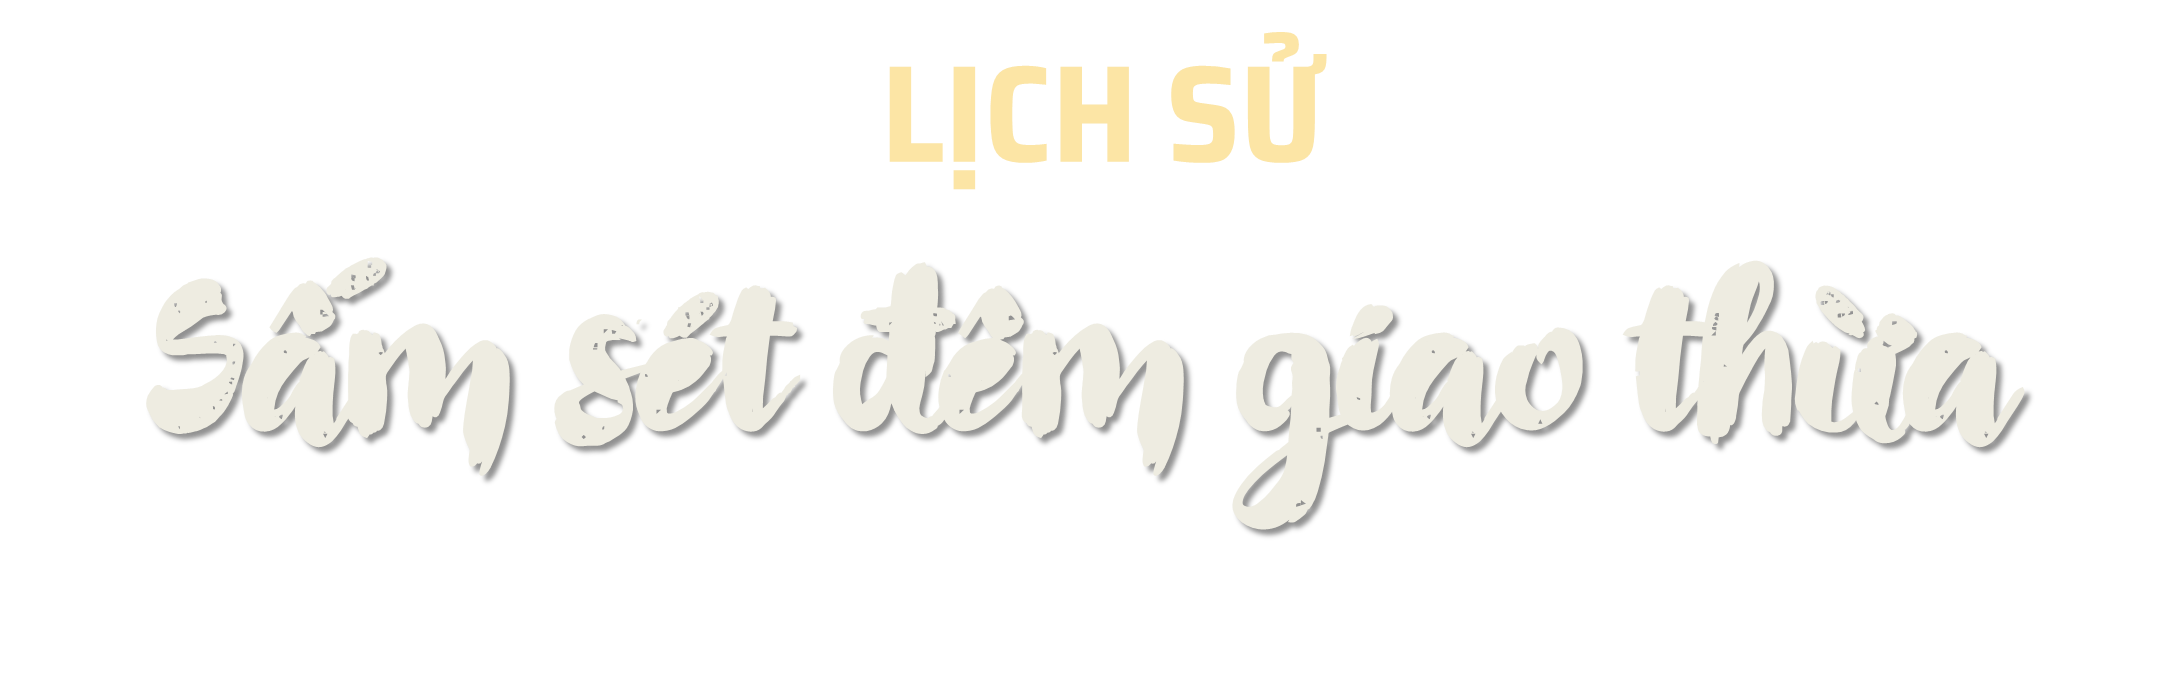 LỊCH SỬ
Sấm sét đêm giao thừa